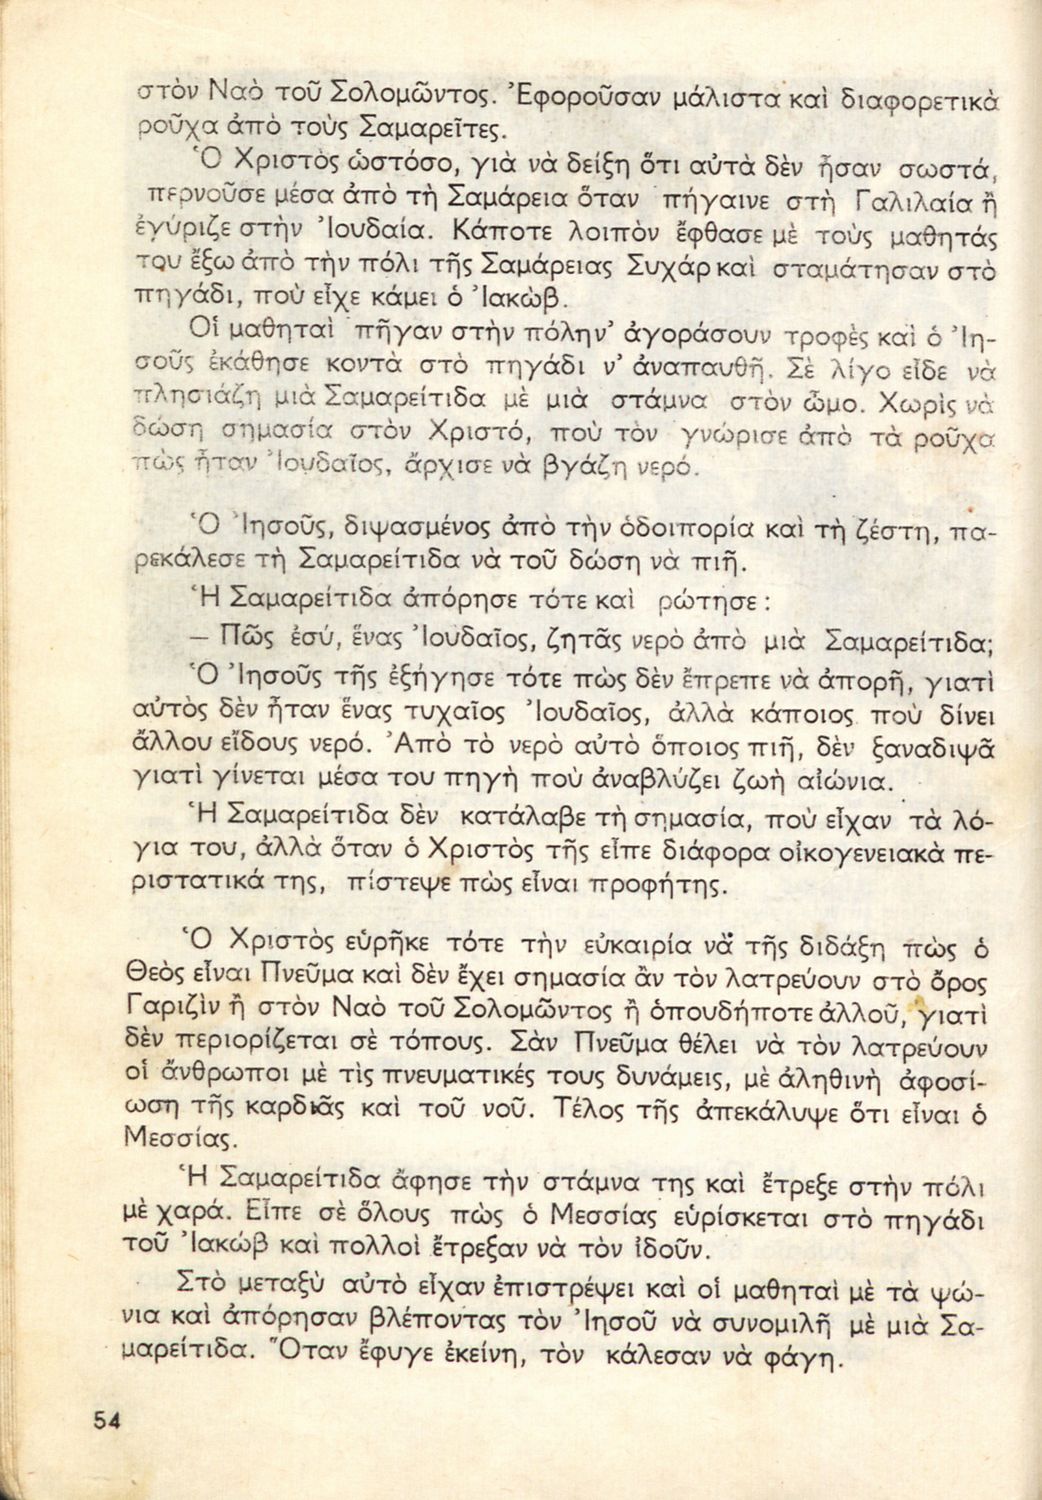 στὸν Ναὸ τοῦ Σολομῶντος. Ἐφοροῦσαν μάλιστα καὶ διαφορετικὰ
ροῦχα ἀπὸ τοὺς Σαμαρεῖτες.
Ὁ Χριστὸς ὡστόσο, γιὰ νὰ δείξη ὅτι αὐτὰ δὲν ἦσαν σωστά,
περνοῦσε μέσα ἀπὸ τὴ Σαμάρεια ὅταν πήγαινε στὴ Γαλιλαία ἢ
ἐγύριζε στὴν Ἰουδαία. Κάποτε λοιπὸν ἔφθασε μὲ τοὺς μαθητάς
του ἔξω ἀπὸ τὴν πόλι τῆς Σαμάρειας Συχάρ καὶ σταμάτησαν στὸ
πηγάδι, ποὺ εἶχε κάμει ὁ Ἰακὼβ.
Οἱ μαθηταὶ πῆγαν στὴν πόλην’ ἀγοράσουν τροφὲς καὶ ὁ Ἰη-
σοῦς ἐκάθησε κοντὰ στὸ πηγάδι ν’ ἀναπαυθῆ. Σὲ λίγο εἶδε νὰ
πλησιάζη μιὰ Σαμαρείτιδα μὲ μιὰ στάμνα στὸν ὦμο. Χωρὶς νὰ
δώση σημασία στὸν Χριστό, ποὺ τὸν γνώρισε ἀπὸ τὰ ροῦχα
πὼς ἦταν Ἰουδαῖος, ἄρχισε νὰ βγάζη νερό.
Ὁ Ἰησοῦς, διψασμένος ἀπὸ τὴν ὁδοιπορία καὶ τὴ ζέστη, πα-
ρεκάλεσε τὴ Σαμαρείτιδα νὰ τοῦ δώση νὰ πιῆ.
Ἡ Σαμαρείτιδα ἀπόρησε τότε καὶ ρώτησε :
— Πῶς ἐσύ, ἕνας Ἰουδαῖος, ζητᾶς νερὸ ἀπὸ μιὰ Σαμαρείτιδα;
Ὁ Ἰησοῦς τῆς ἐξήγησε τότε πὼς δὲν ἔπρεπε νὰ ἀπορῆ, γιατὶ
αὐτὸς δὲν ἦταν ἕνας τυχαῖος Ἰουδαῖος, ἀλλὰ κάποιος ποὺ δίνει
ἄλλου εἴδους νερό. Ἀπὸ τὸ νερὸ αὐτὸ ὅποιος πιῆ, δὲν ξαναδιψᾶ
γιατὶ γίνεται μέσα του πηγὴ ποὺ ἀναβλύζει ζωὴ αἰώνια.
Ἡ Σαμαρείτιδα δὲν κατάλαβε τὴ σημασία, ποὺ εἶχαν τὰ λό-
για του, ἀλλὰ ὅταν ὁ Χριστὸς τῆς εἶπε διάφορα οἰκογενειακὰ πε-
ριστατικά της, πίστεψε πὼς εἶναι προφήτης.
Ὁ Χριστὸς εὑρῆκε τότε τὴν εὐκαιρία νὰ τῆς διδάξη πὼς ὁ
Θεὸς εἶναι Πνεῦμα καὶ δὲν ἔχει σημασία ἂν τὸν λατρεύουν στὸ ὄρος
Γαριζὶν ἢ στὸν Ναὸ τοῦ Σολομῶντος ἢ ὁπουδήποτε ἀλλοῦ, γιατὶ
δὲν περιορίζεται σὲ τόπους. Σὰν Πνεῦμα θέλει νὰ τὸν λατρεύουν
οἱ ἄνθρωποι μὲ τὶς πνευματικές τους δυνάμεις, μὲ ἀληθινὴ ἀφοσί-
ωση τῆς καρδιᾶς καὶ τοῦ νοῦ. Τέλος τῆς ἀπεκάλυψε ὅτι εἶναι ὁ
Μεσσίας.
Ἡ Σαμαρείτιδα ἄφησε τὴν στάμνα της καὶ ἔτρεξε στὴν πόλι
μὲ χαρά. Εἶπε σὲ ὅλους πὼς ὁ Μεσσίας εὑρίσκεται στὸ πηγάδι
τοῦ Ἰακώβ καὶ πολλοὶ ἔτρεξαν νὰ τὸν ἰδοῦν.
Στὸ μεταξὺ αὐτὸ εἶχαν ἐπιστρέψει καὶ οἱ μαθηταὶ μὲ τὰ ψώ-
νια καὶ ἀπόρησαν βλέποντας τὸν Ἰησοῦ νὰ συνομιλῆ μὲ μιὰ Σα-
μαρείτιδα. Ὅταν ἔφυγε ἐκείνη, τὸν κάλεσαν νὰ φάγη.
54